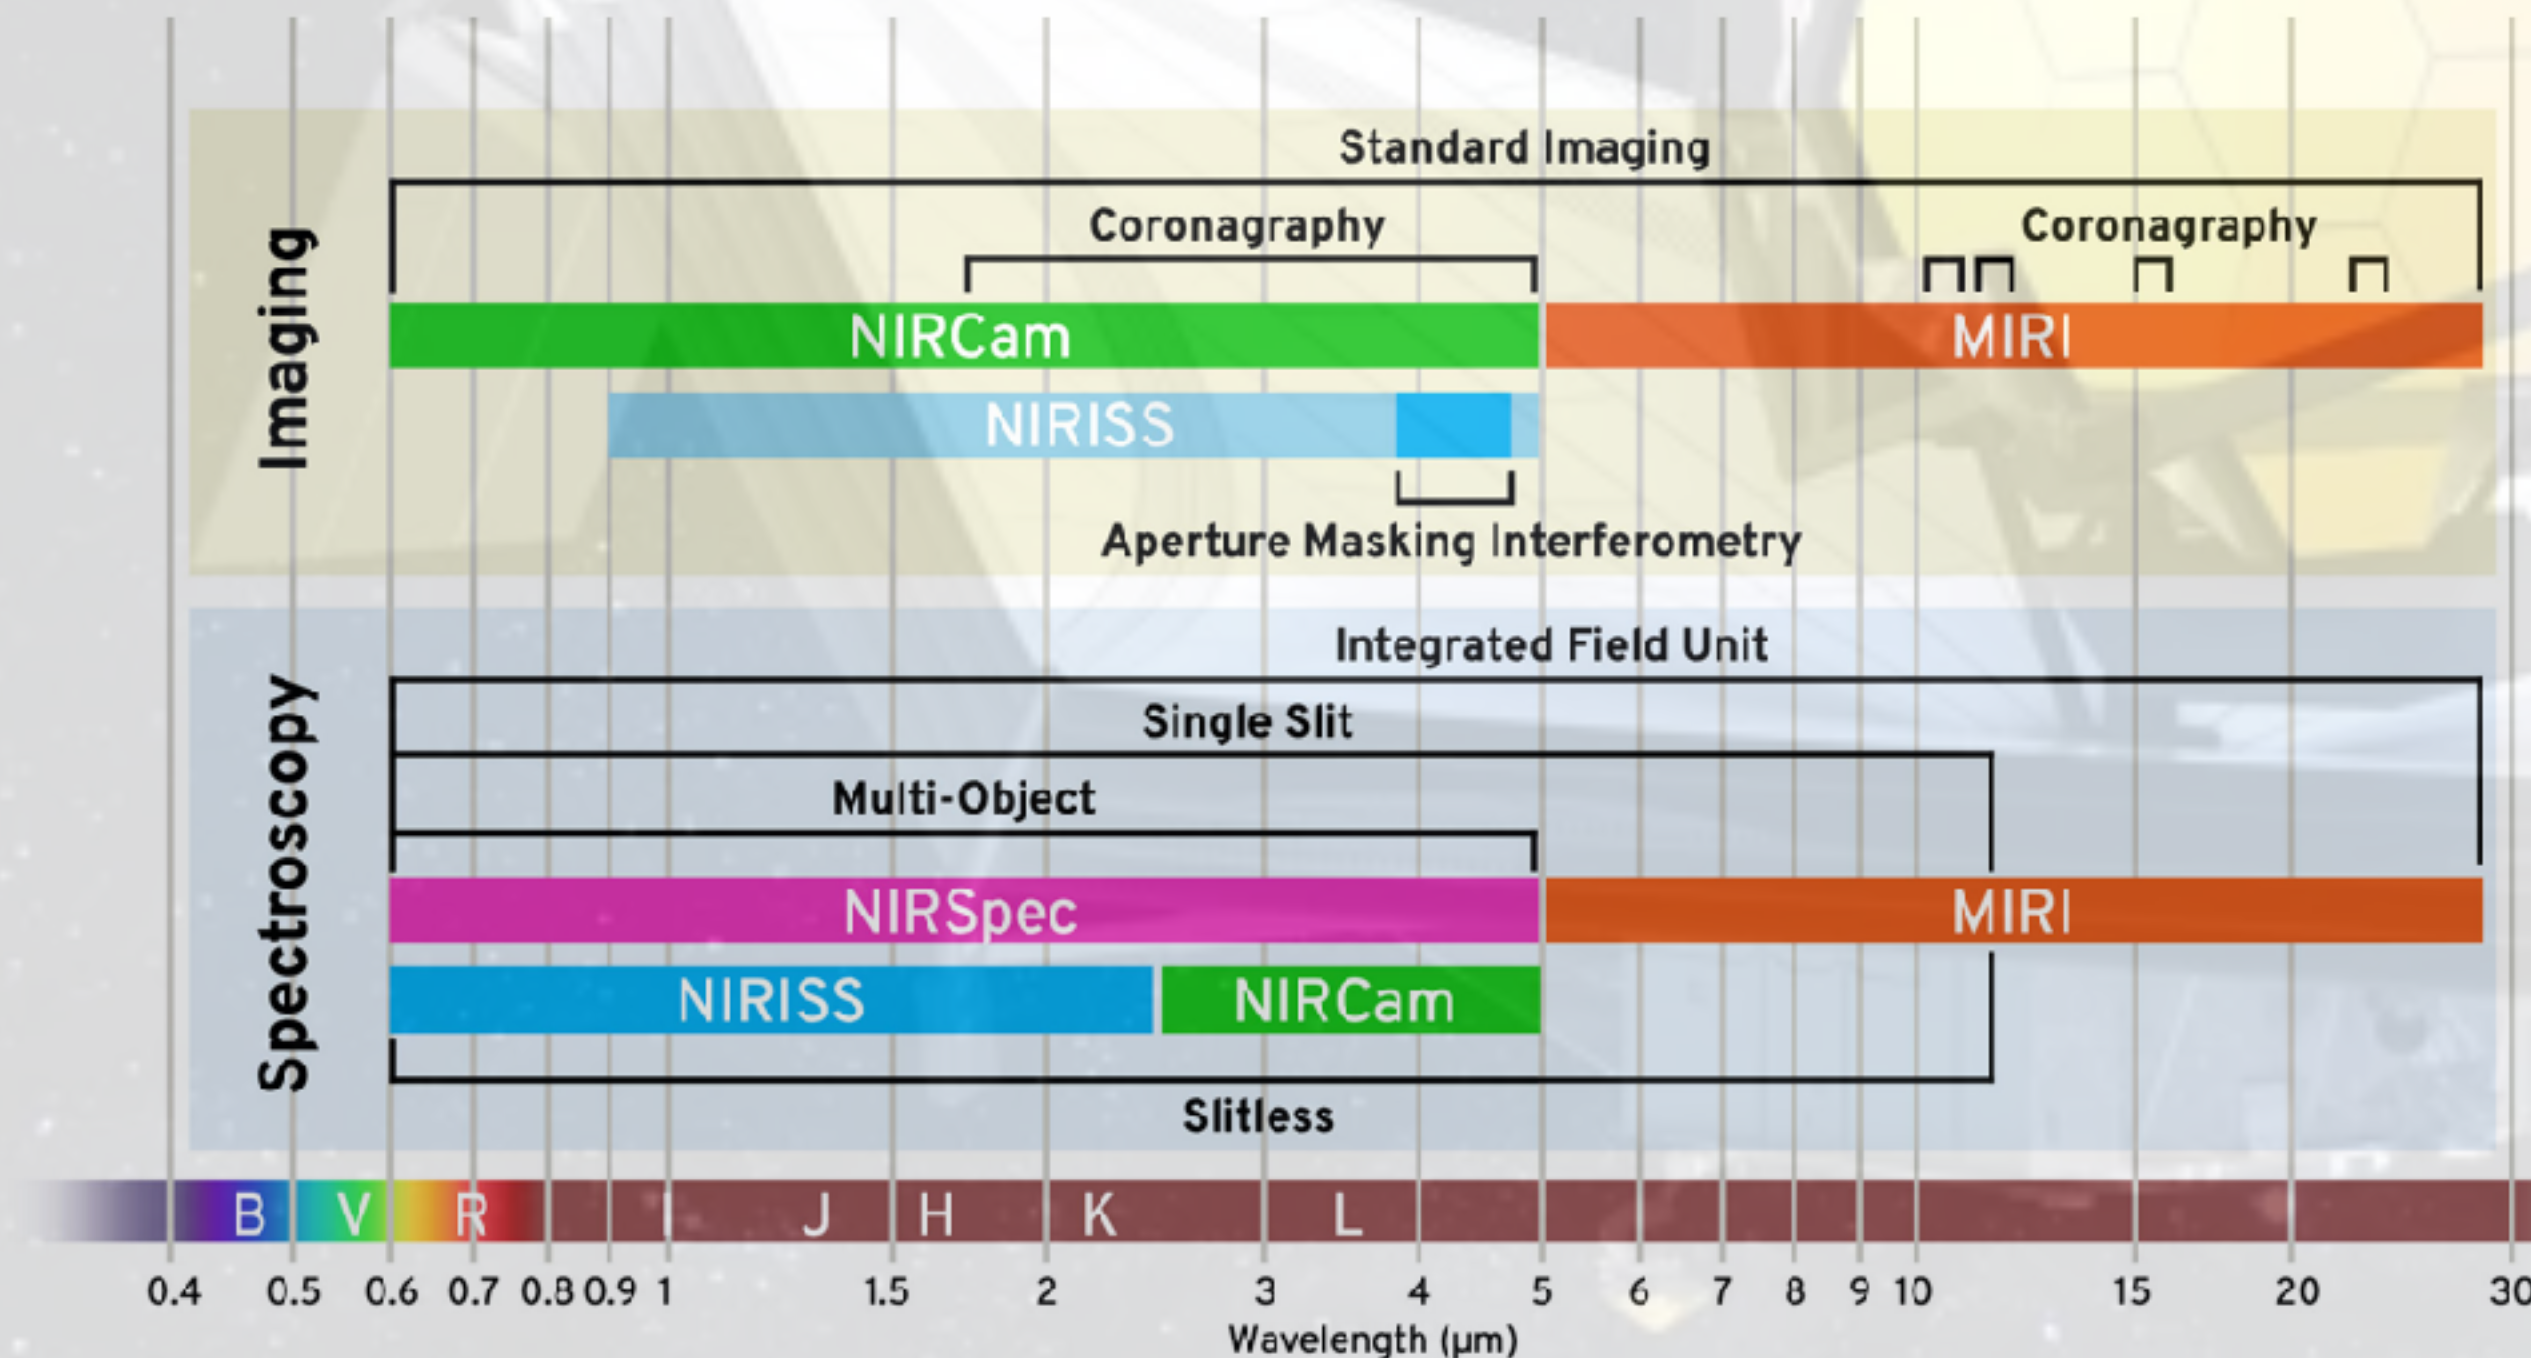 Standard Imaging
Coronagraphy Coronagraphy
Imaging
NIRCam MIRI
NIRISS
Aperture Masking Interferometry
Integrated Field Unit
Single Slit
Multi-Object
Spectroscopy
NIRSpec MIRI
NIRISS NIRCam
Slitless
B V R I J H K L
0.4 0.5 0.6 0.7 0.8 0.9 1 1.5 2 3 4 5 6 7 8 9 10 15 20 30
Wavelength (μm)